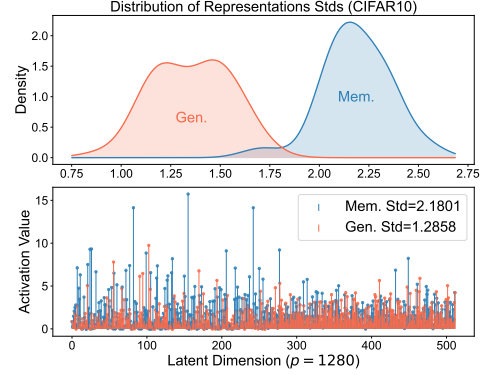 Distribution of Representations Stds (CIFAR10)
Density
2.0
1.5
1.0
0.5
0.0
Gen.
Mem.
0.75 1.00 1.25 1.50 1.75 2.00 2.25 2.50 2.75
Activation Value
15
10
5
0
Mem. Std=2.1801
Gen. Std=1.2858
0 100 200 300 400 500
Latent Dimension (p = 1280)